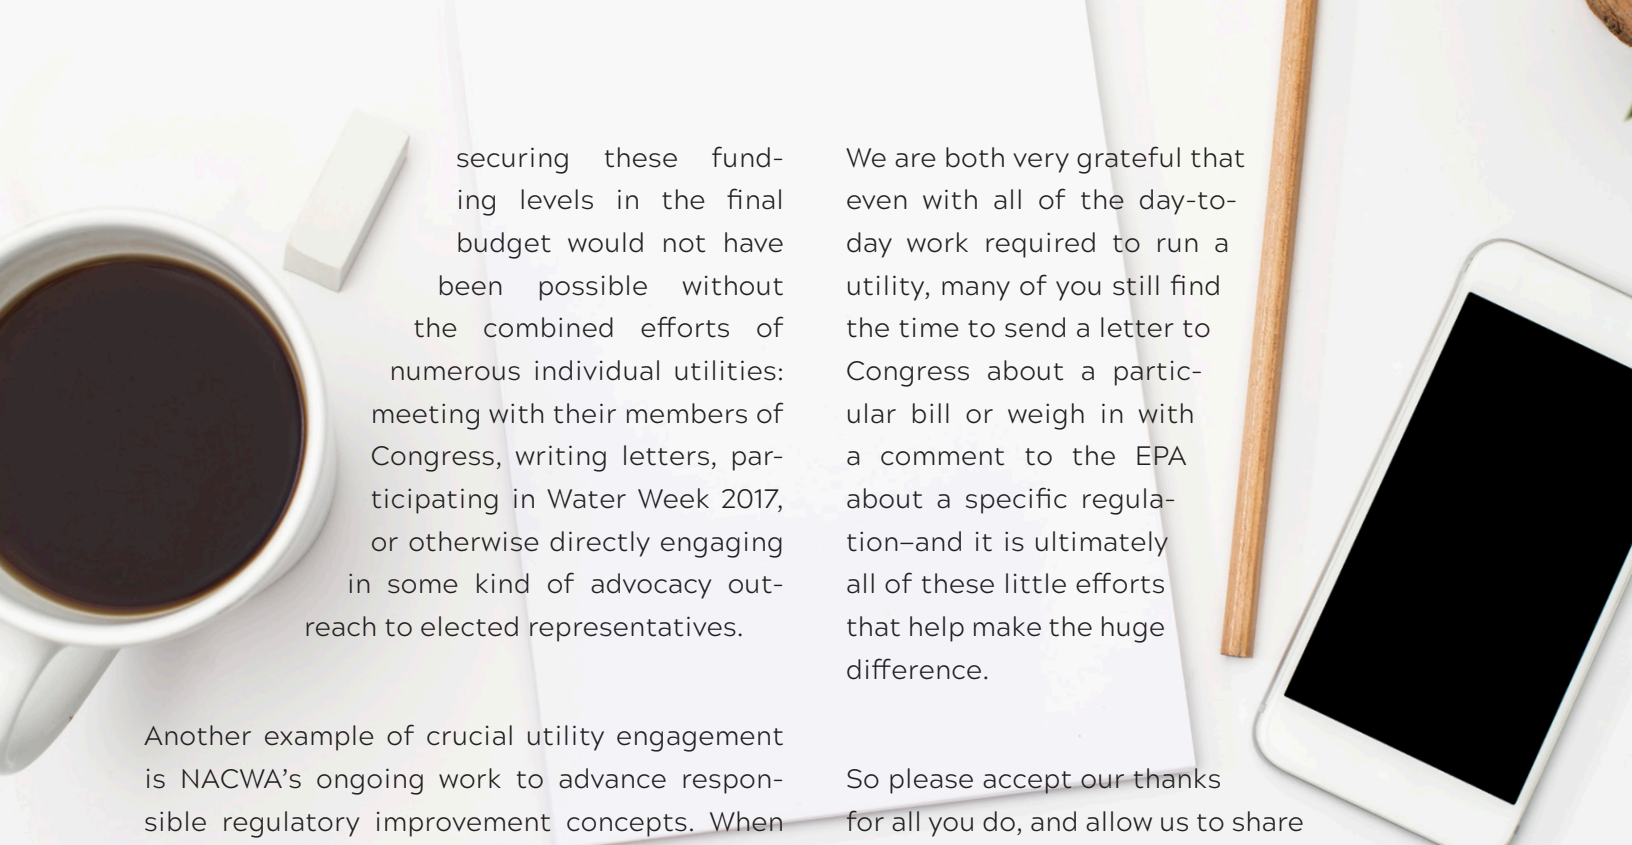 securing these fund-
ing levels in the final
budget would not have
been possible without
the combined efforts of
numerous individual utilities:
meeting with their members of
Congress, writing letters, par-
ticipating in Water Week 2017,
or otherwise directly engaging
in some kind of advocacy out-
reach to elected representatives.
Another example of crucial utility engagement
is NACWA’s ongoing work to advance respon-
sible regulatory improvement concepts. When
We are both very grateful that
even with all of the day-to-
day work required to run a
utility, many of you still find
the time to send a letter to
Congress about a partic-
ular bill or weigh in with
a comment to the EPA
about a specific regula-
tion—and it is ultimately
all of these little efforts
that help make the huge
difference.
So please accept our thanks
for all you do, and allow us to share